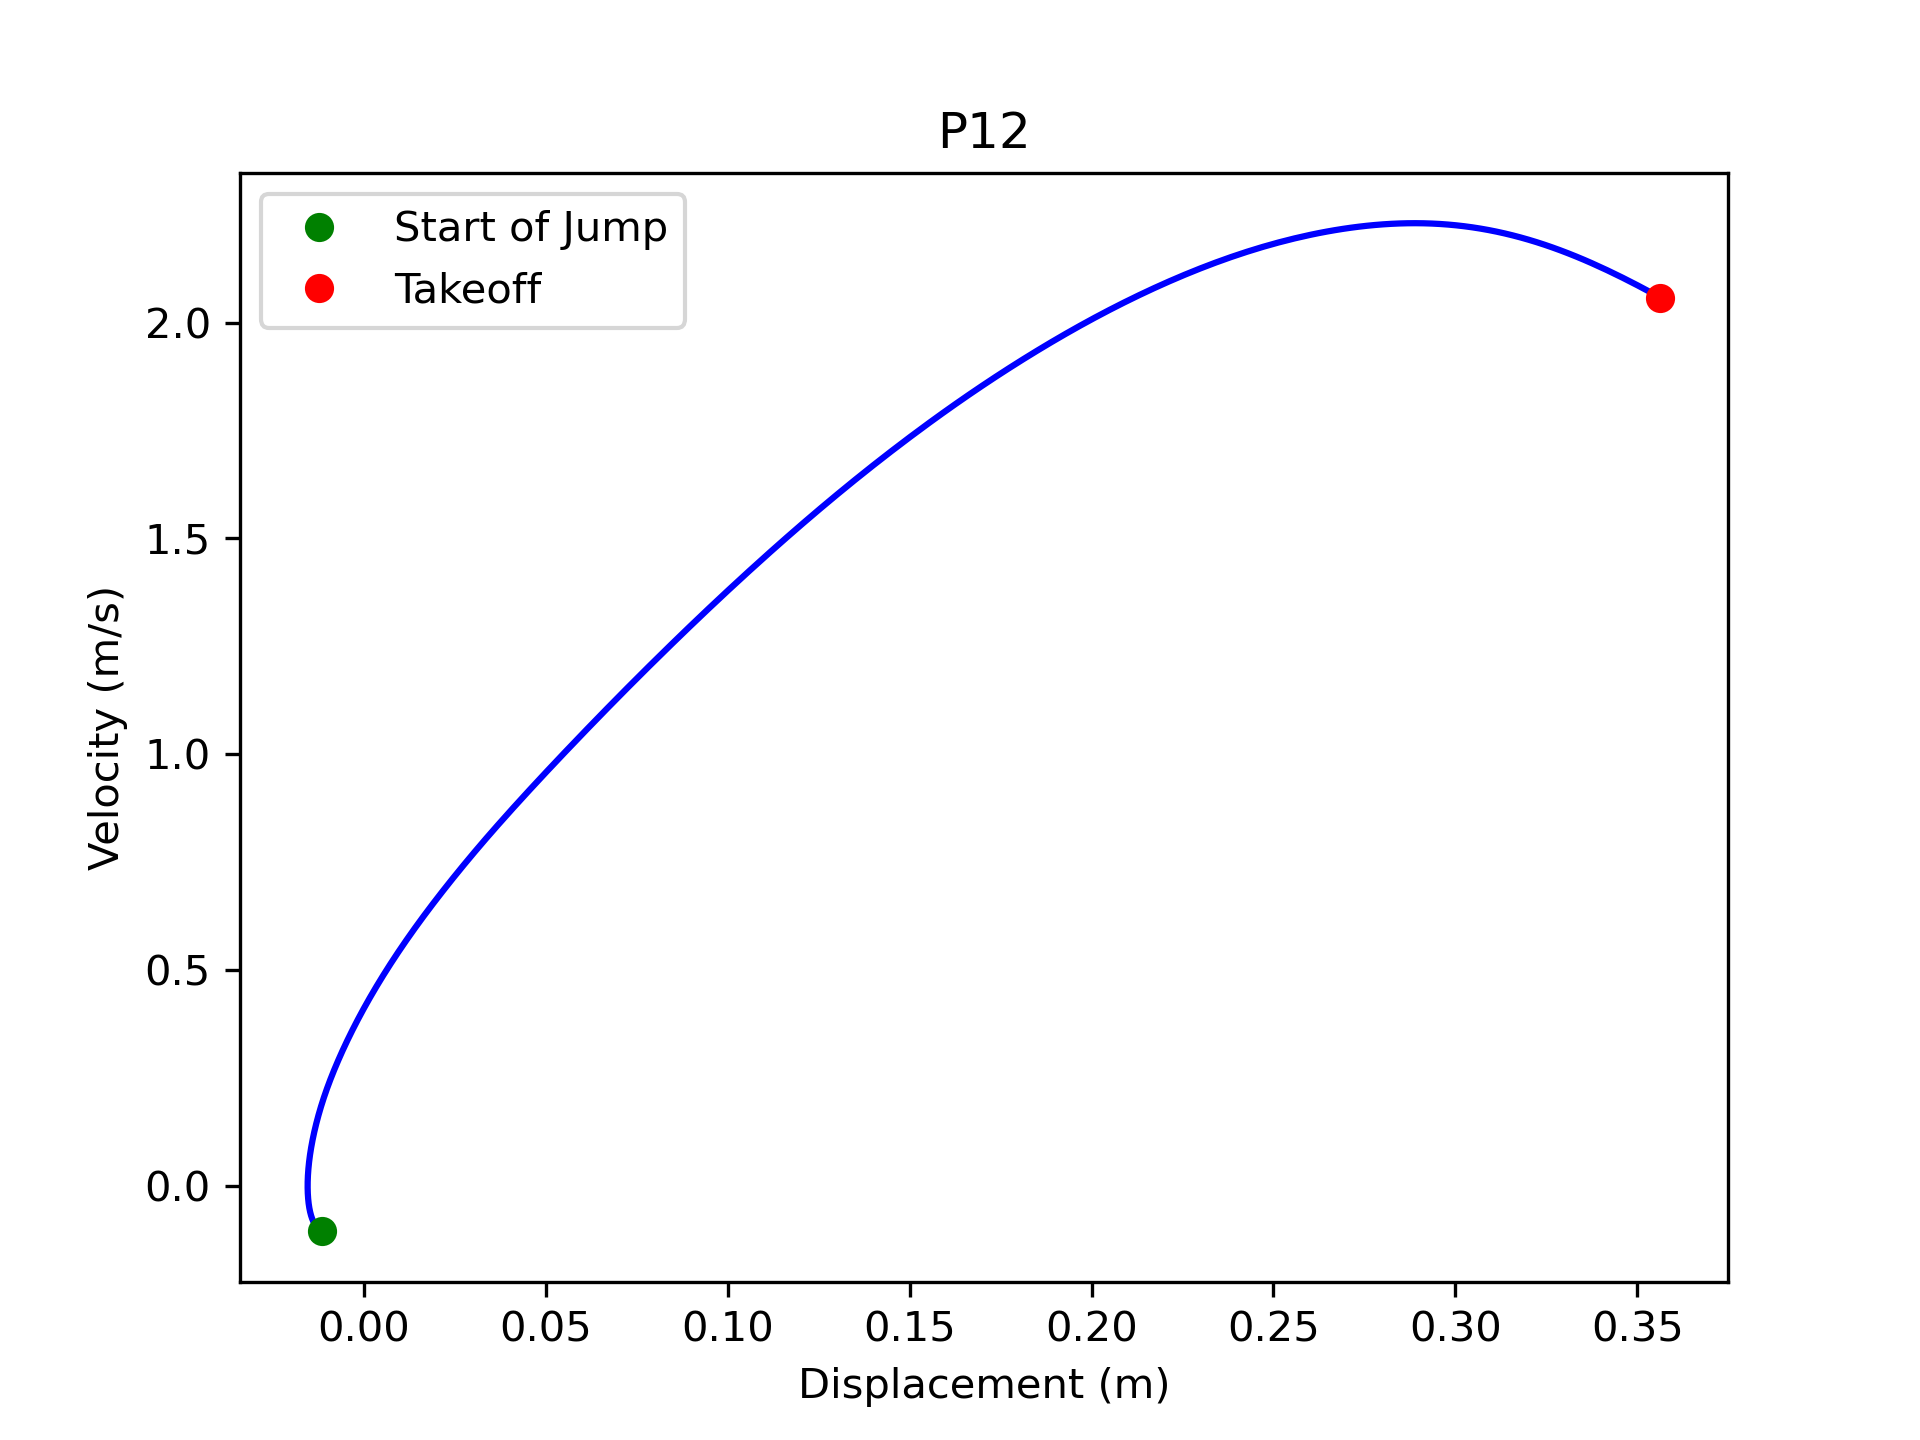 P12
Start of Jump
Takeoff
Velocity (m/s)
2.0
1.5
1.0
0.5
0.0
0.00 0.05 0.10 0.15 0.20 0.25 0.30 0.35
Displacement (m)